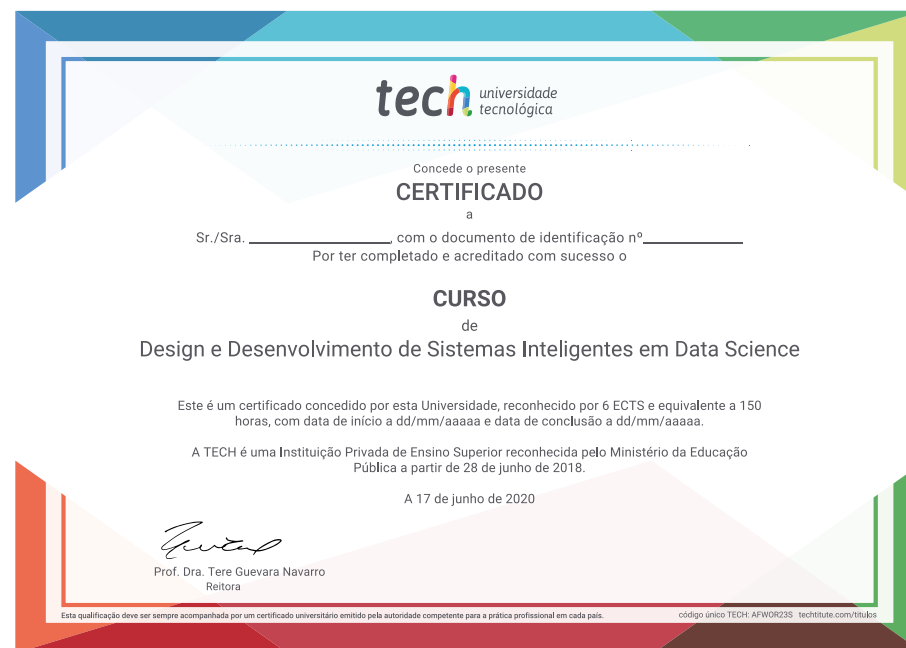 tech universidade
tecnológica
Concede o presente
CERTIFICADO
a
Sr./Sra. , com o documento de identificação nº
Por ter completado e acreditado com sucesso o
CURSO
de
Design e Desenvolvimento de Sistemas Inteligentes em Data Science
Este é um certificado concedido por esta Universidade, reconhecido por 6 ECTS e equivalente a 150
horas, com data de início a dd/mm/aaaaa e data de conclusão a dd/mm/aaaaa.
A TECH é uma Instituição Privada de Ensino Superior reconhecida pelo Ministério da Educação
Pública a partir de 28 de junho de 2018.
A 17 de junho de 2020
Prof. Dra. Tere Guevara Navarro
Reitora
Esta qualificação deve ser sempre acompanhada por um certificado universitário emitido pela autoridade competente para a prática profissional em cada país.
código único TECH: AFWOR23S techtitute.com/titulos